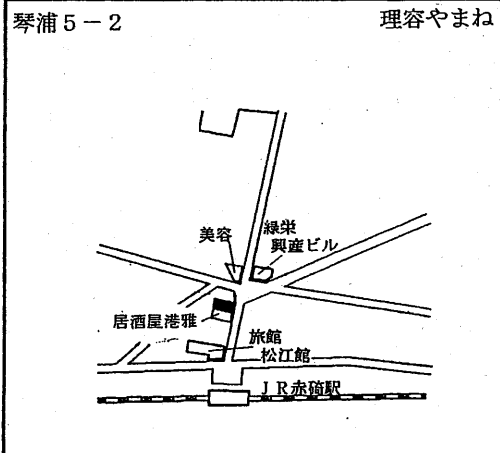 琴浦5-2
理容やまね
美容
緑栄
興産ビル
居酒屋港雅
旅館
松江館
JR赤碕駅